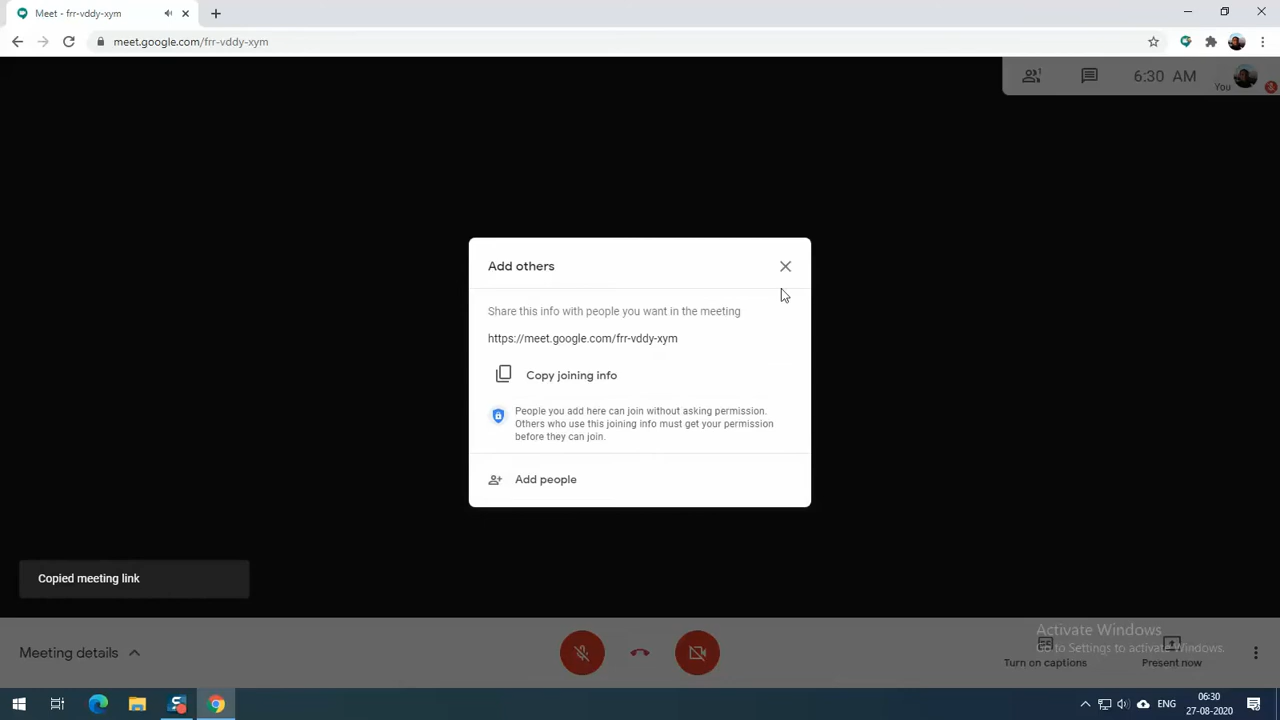 Meet - frr-vddy-xym
meet.google.com/frr-vddy-xym
1
6:30 AM
You
Add others
Share this info with people you want in the meeting
https://meet.google.com/frr-vddy-xym
Copy joining info
People you add here can join without asking permission.
Others who use this joining info must get your permission
before they can join.
Add people
Copied meeting link
Meeting details
Activate Windows
Go to Settings to activate Windows.
Turn on captions
Present now
ENG
06:30
27-08-2020